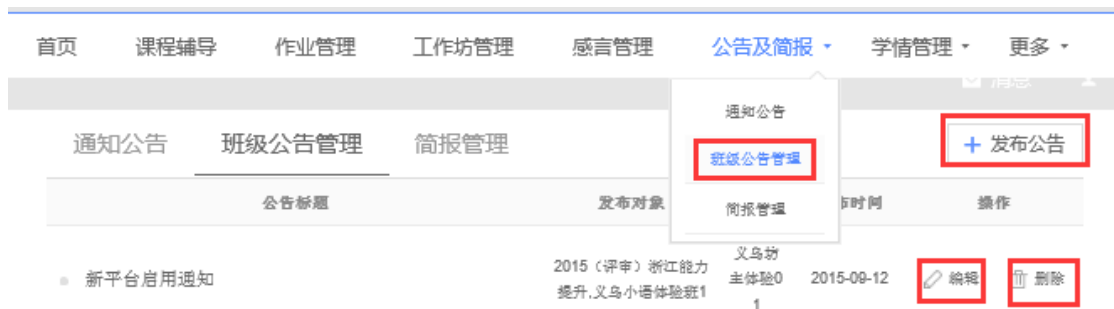 首页 课程辅导 作业管理 工作坊管理 感言管理 公告及简报 学情管理 更多
消息
通知公告
班级公告管理
简报管理
通知公告 班级公告管理 简报管理
+ 发布公告
公告标题 发布对象 布时间 操作
新平台启用通知
2015（评审）浙江能力
提升,义乌小语体验班1
义乌坊
主体验0
1
2015-09-12
编辑
删除